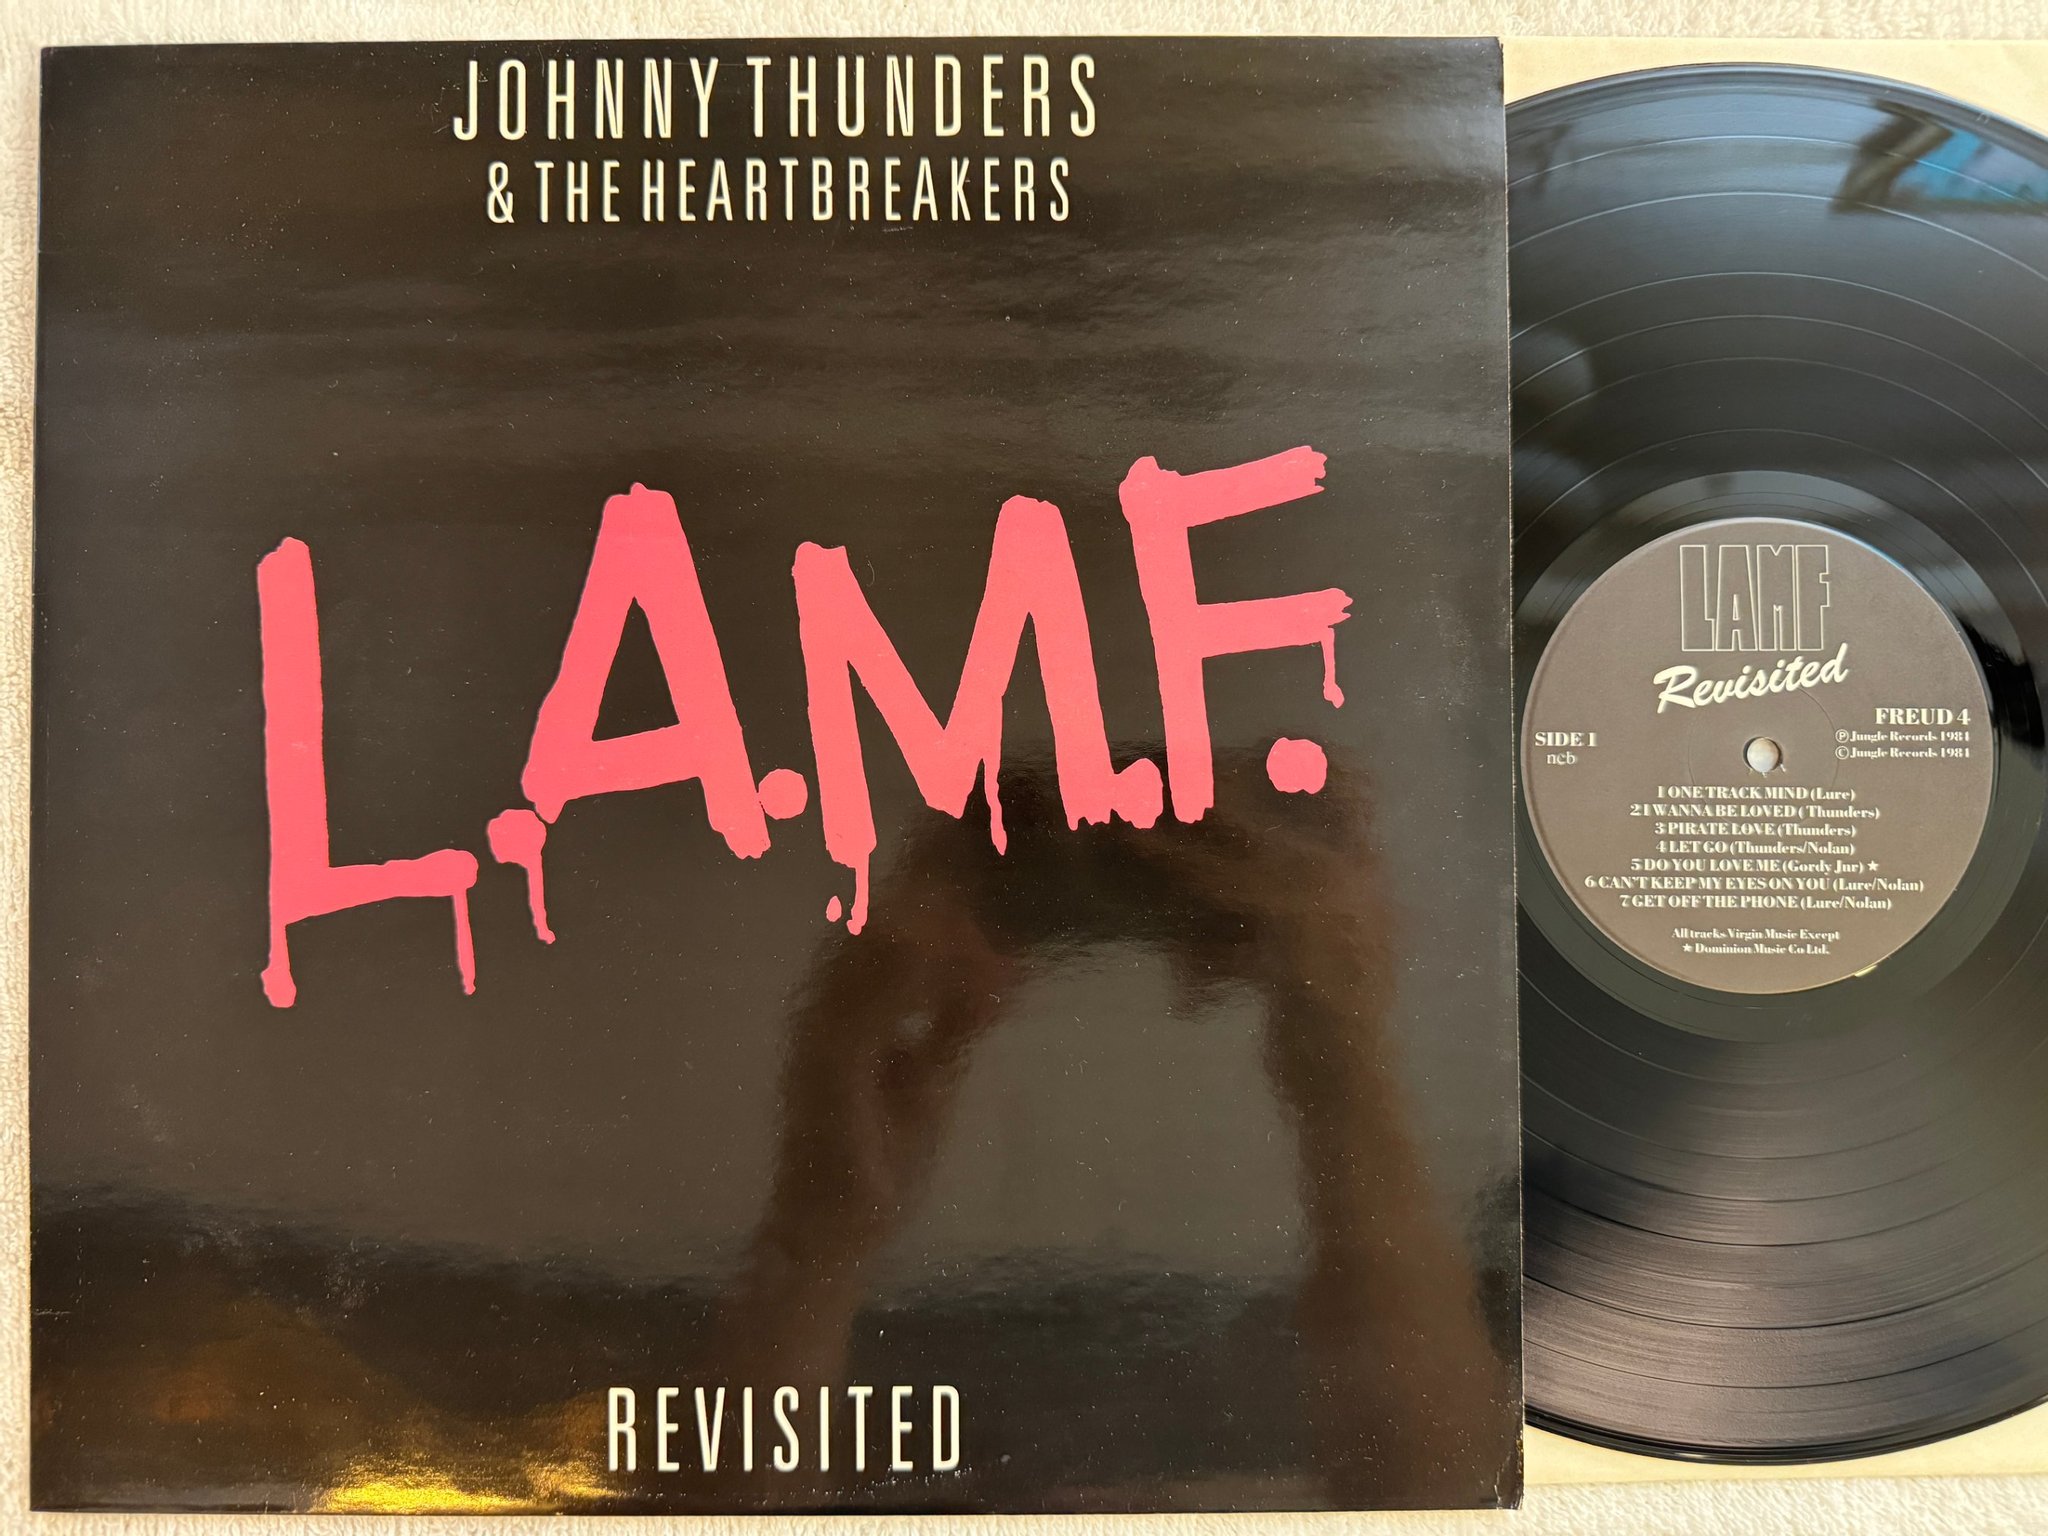 JOHNNY THUNDERS
& THE HEARTBREAKERS
L.A.M.F.
REVISITED
LAMF
Revisited
FREUD 4
SIDE 1
ncb
Ⓟ Jungle Records 1984
© Jungle Records 1984
1 ONE TRACK MIND (Lure)
2 I WANNA BE LOVED ( Thunders)
3 PIRATE LOVE (Thunders)
4 LET GO (Thunders/Nolan)
5 DO YOU LOVE ME (Gordy Jnr) ★
6 CAN'T KEEP MY EYES ON YOU (Lure/Nolan)
7 GET OFF THE PHONE (Lure/Nolan)
All tracks Virgin Music Except
★ Dominion Music Co Ltd.